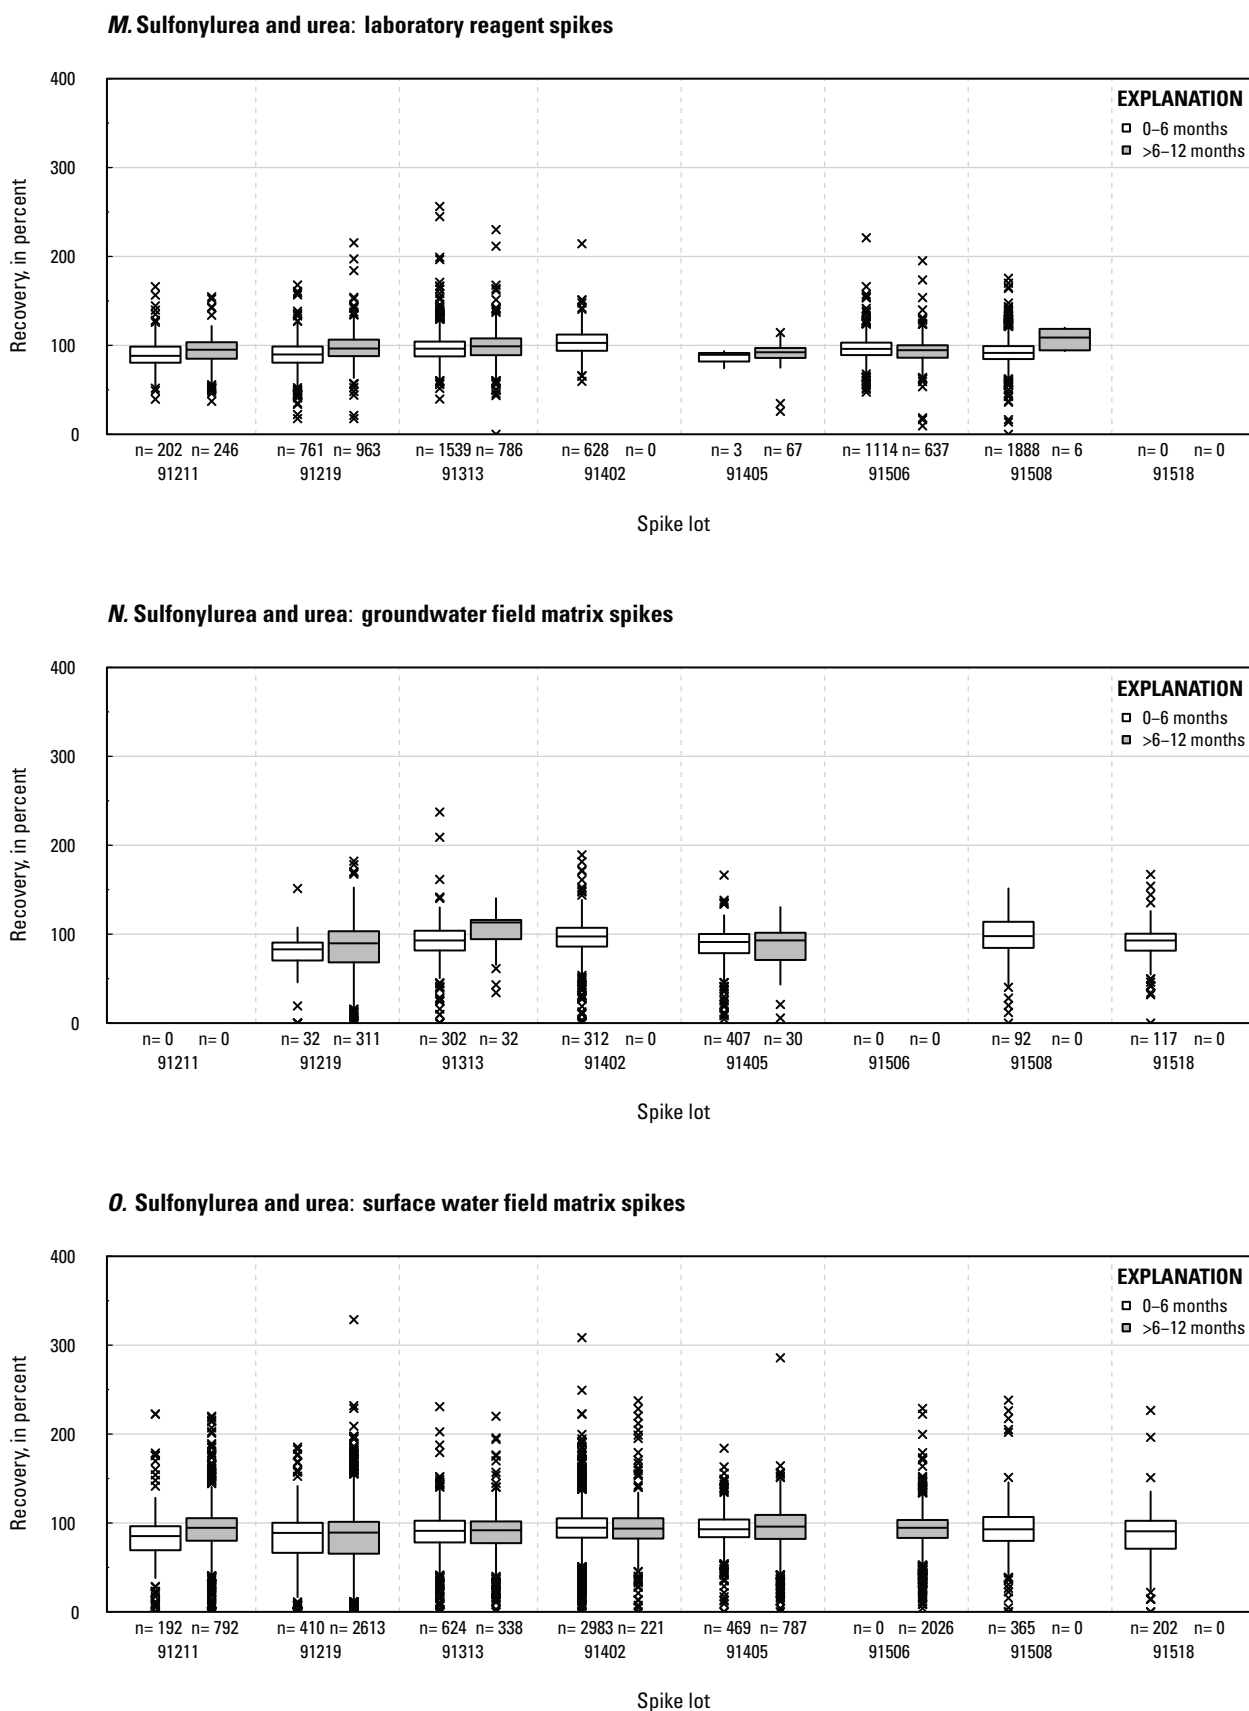 M. Sulfonylurea and urea: laboratory reagent spikes
400
300
200
100
0
Recovery, in percent
EXPLANATION
0–6 months
>6–12 months
n= 202 n= 246 n= 761 n= 963 n= 1539 n= 786 n= 628 n= 0 n= 3 n= 67 n= 1114 n= 637 n= 1888 n= 6 n= 0 n= 0
91211 91219 91313 91402 91405 91506 91508 91518
Spike lot
N. Sulfonylurea and urea: groundwater field matrix spikes
400
300
200
100
0
Recovery, in percent
EXPLANATION
0–6 months
>6–12 months
n= 0 n= 0 n= 32 n= 311 n= 302 n= 32 n= 312 n= 0 n= 407 n= 30 n= 0 n= 0 n= 92 n= 0 n= 117 n= 0
91211 91219 91313 91402 91405 91506 91508 91518
Spike lot
O. Sulfonylurea and urea: surface water field matrix spikes
400
300
200
100
0
Recovery, in percent
EXPLANATION
0–6 months
>6–12 months
n= 192 n= 792 n= 410 n= 2613 n= 624 n= 338 n= 2983 n= 221 n= 469 n= 787 n= 0 n= 2026 n= 365 n= 0 n= 202 n= 0
91211 91219 91313 91402 91405 91506 91508 91518
Spike lot